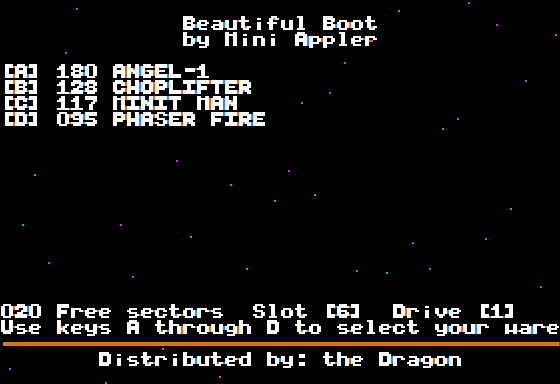 Beautiful Boot
by Mini Appler
[A] 180 ANGEL-1
[B] 128 CHOPLIFTER
[C] 117 MINIT MAN
[D] 095 PHASER FIRE
020 Free sectors  Slot [6]  Drive [1]
Use keys A through D to select your ware
Distributed by: the Dragon